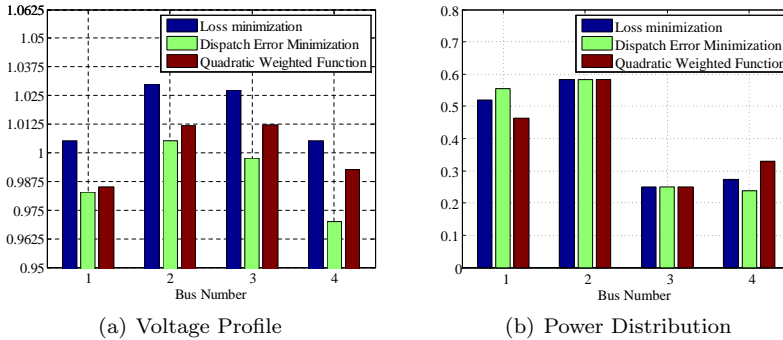 1.0625
1.05
1.0375
1.025
1.0125
1
0.9875
0.975
0.9625
0.95
Loss minimization
Dispatch Error Minimization
Quadratic Weighted Function
1 2 3 4
Bus Number
(a) Voltage Profile
0.8
0.7
0.6
0.5
0.4
0.3
0.2
0.1
0
Loss minimization
Dispatch Error Minimization
Quadratic Weighted Function
1 2 3 4
Bus Number
(b) Power Distribution